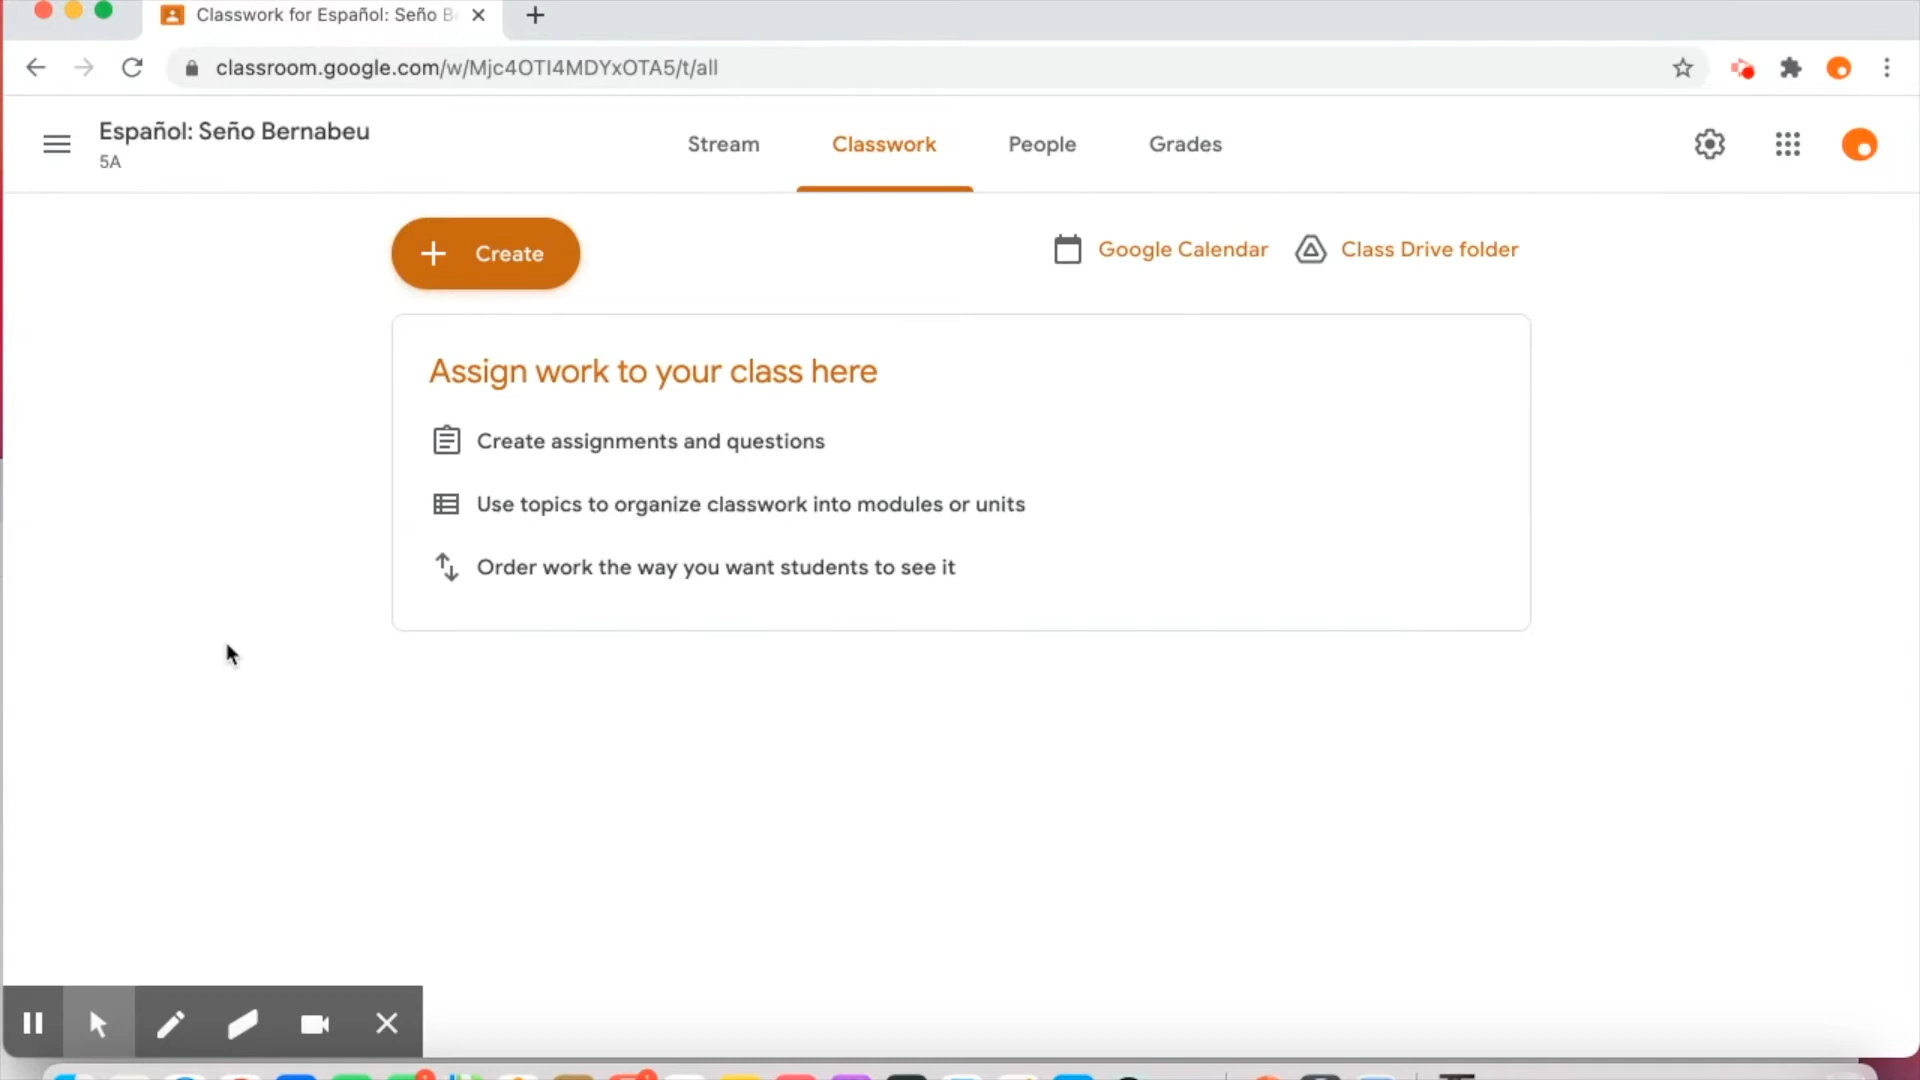 Classwork for Español: Seño B
classroom.google.com/w/Mjc4OTI4MDYxOTA5/t/all
Español: Seño Bernabeu
5A
Stream
Classwork
People
Grades
Create
Google Calendar
Class Drive folder
Assign work to your class here
Create assignments and questions
Use topics to organize classwork into modules or units
Order work the way you want students to see it